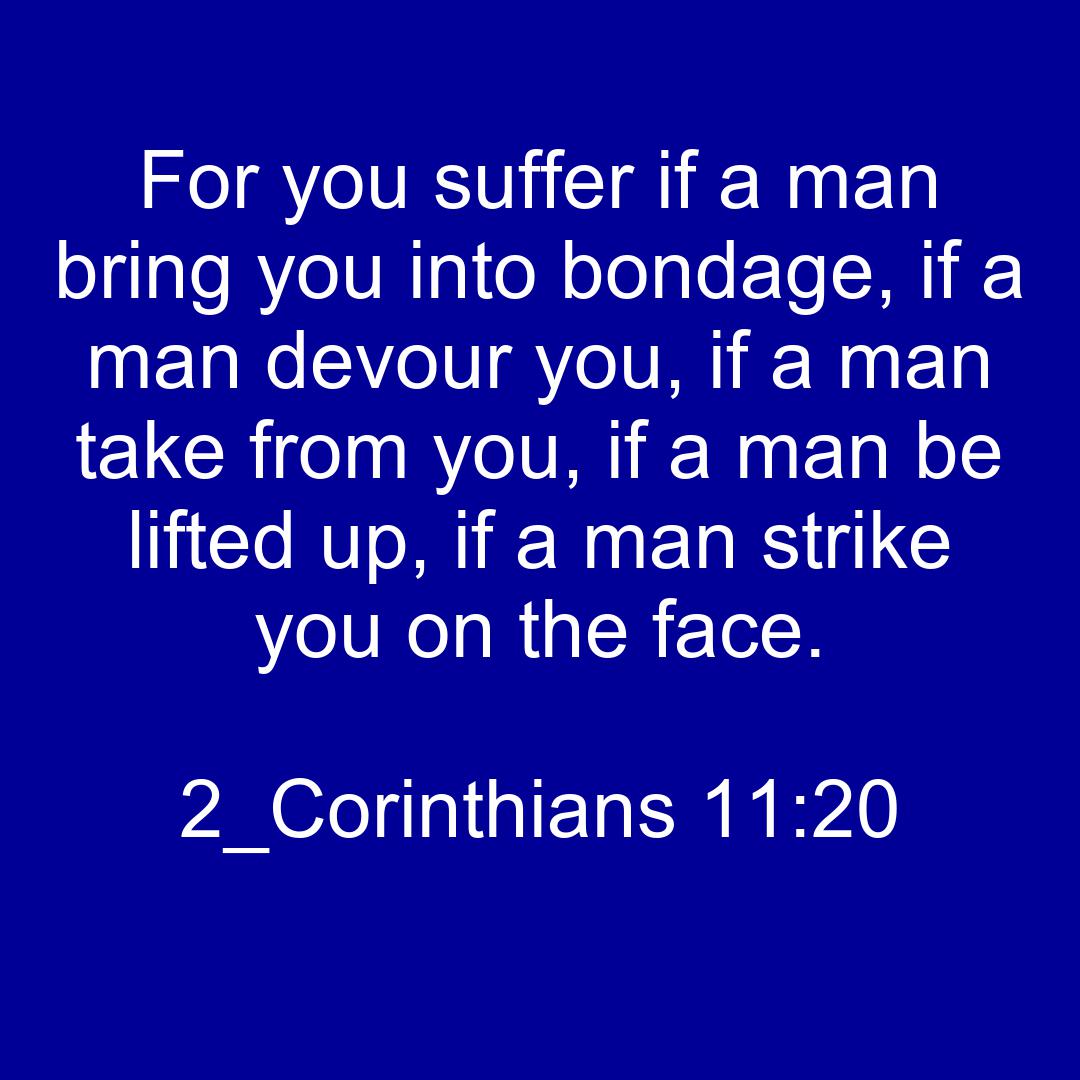 For you suffer if a man
bring you into bondage, if a
man devour you, if a man
take from you, if a man be
lifted up, if a man strike
you on the face.
2_Corinthians 11:20